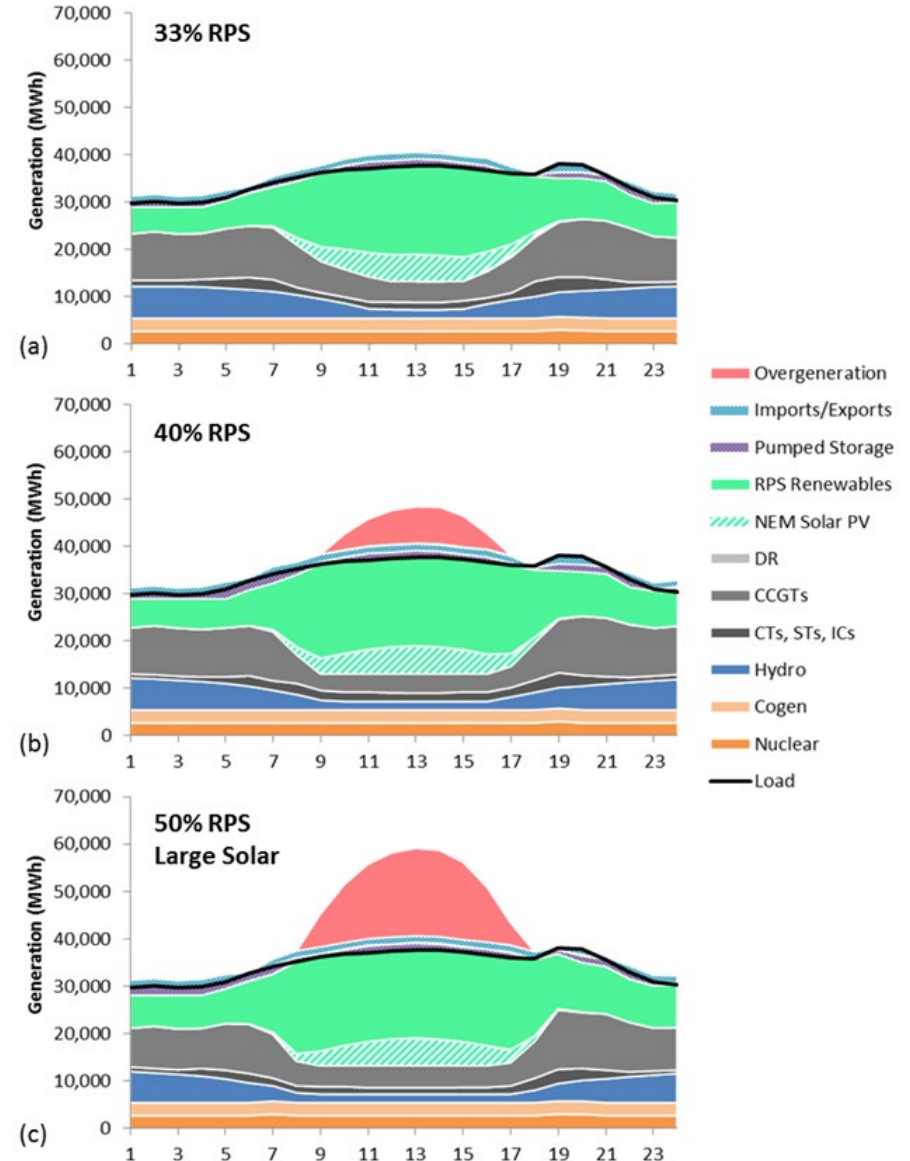 70,000
60,000
50,000
40,000
30,000
20,000
10,000
0
Generation (MWh)
33% RPS
(a)
1 3 5 7 9 11 13 15 17 19 21 23
70,000
60,000
50,000
40,000
30,000
20,000
10,000
0
Generation (MWh)
40% RPS
(b)
1 3 5 7 9 11 13 15 17 19 21 23
70,000
60,000
50,000
40,000
30,000
20,000
10,000
0
Generation (MWh)
50% RPS
Large Solar
(c)
1 3 5 7 9 11 13 15 17 19 21 23
Overgeneration
Imports/Exports
Pumped Storage
RPS Renewables
NEM Solar PV
DR
CCGTs
CTs, STs, ICs
Hydro
Cogen
Nuclear
Load